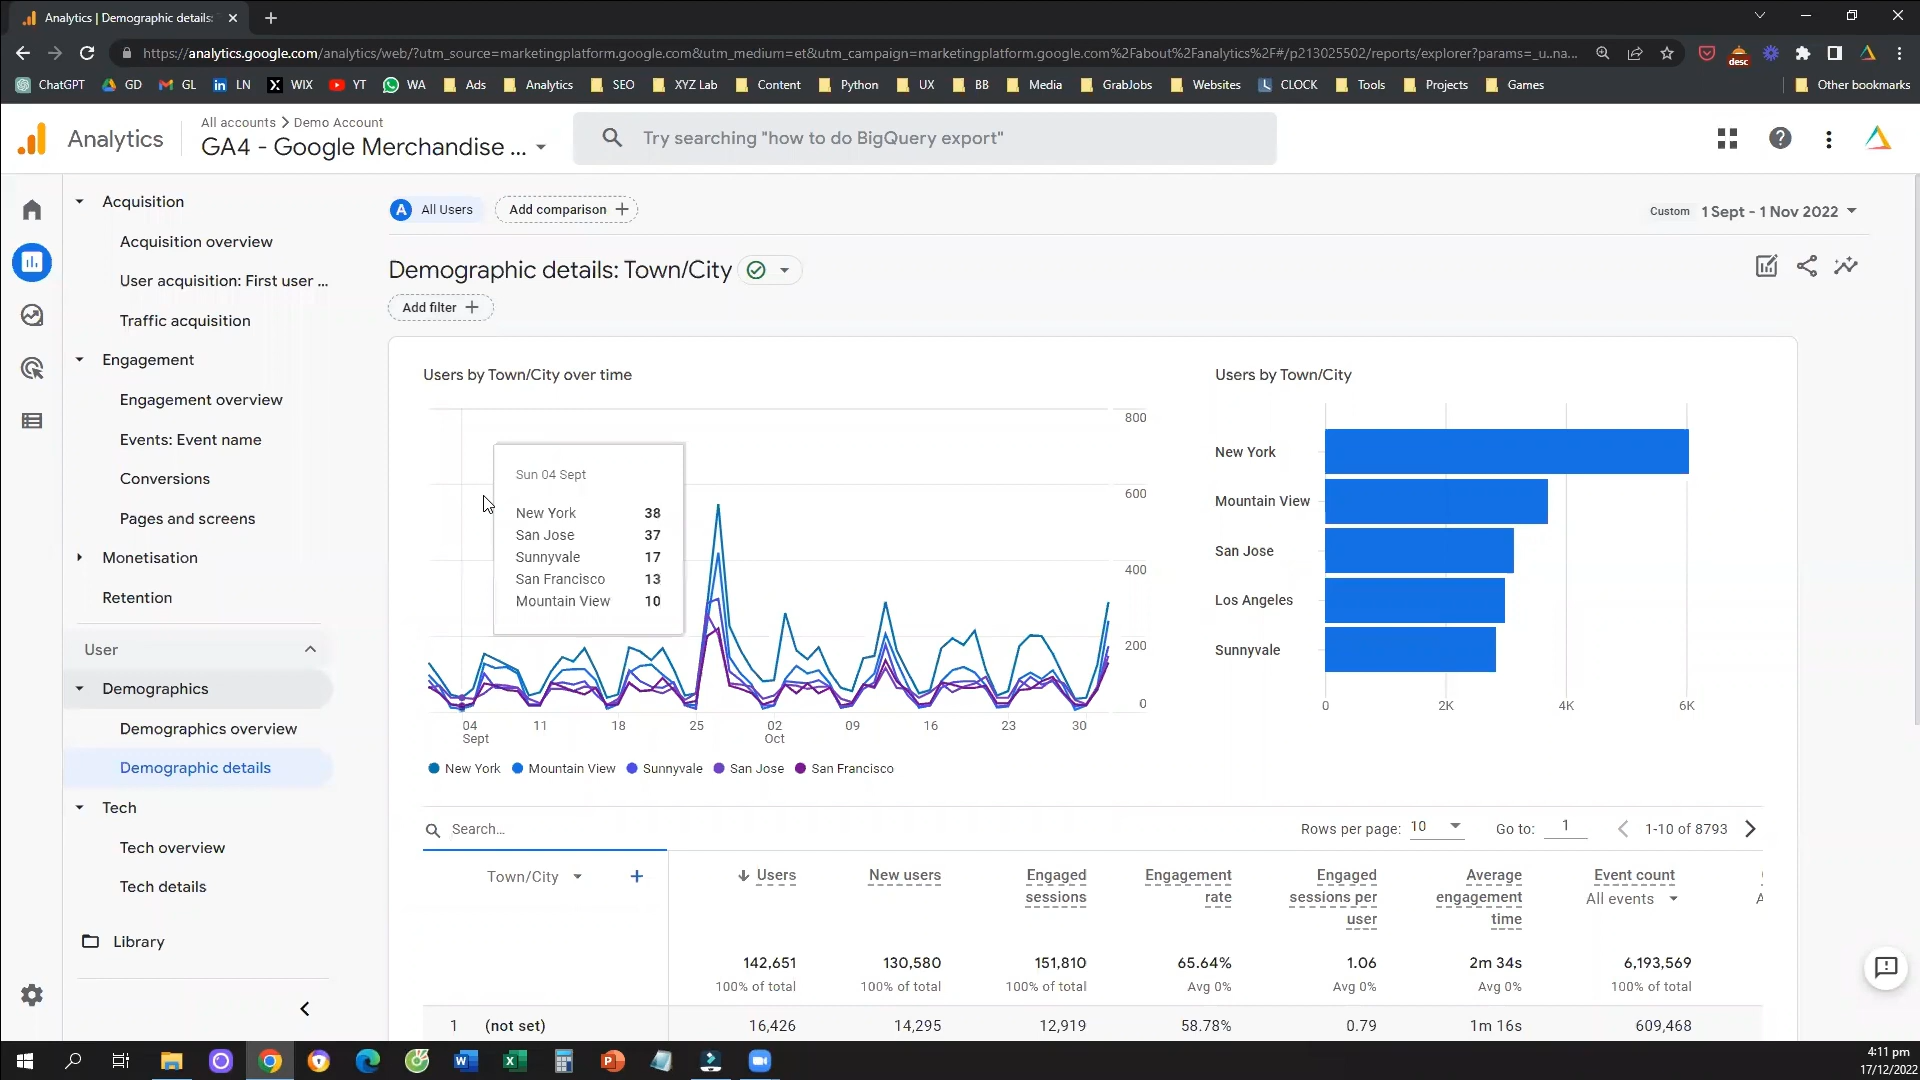 Analytics | Demographic details:
https://analytics.google.com/analytics/web/?utm_source=marketingplatform.google.com&utm_medium=et&utm_campaign=marketingplatform.google.com%2Fabout%2Fanalytics%2F#/p213025502/reports/explorer?params=_u..na...
desc
ChatGPT GD GL LN WIX YT WA Ads Analytics SEO XYZ Lab Content Python UX BB Media GrabJobs Websites CLOCK Tools Projects Games Other bookmarks
Analytics
All accounts > Demo Account
GA4 - Google Merchandise ...
Try searching "how to do BigQuery export"
Acquisition
Acquisition overview
User acquisition: First user ...
Traffic acquisition
Engagement
Engagement overview
Events: Event name
Conversions
Pages and screens
Monetisation
Retention
User
Demographics
Demographics overview
Demographic details
Tech
Tech overview
Tech details
Library
A All Users
Add comparison +
Custom 1 Sept - 1 Nov 2022
Demographic details: Town/City
Add filter +
Users by Town/City over time
800
600
400
200
0
Sun 04 Sept
New York 38
San Jose 37
Sunnyvale 17
San Francisco 13
Mountain View 10
04 11 18 25 02 09 16 23 30
Sept Oct
New York Mountain View Sunnyvale San Jose San Francisco
Users by Town/City
New York
Mountain View
San Jose
Los Angeles
Sunnyvale
0 2K 4K 6K
Search...
Rows per page: 10 Go to: 1 1-10 of 8793
Town/City +
Users
New users
Engaged
sessions
Engagement
rate
Engaged
sessions per
user
Average
engagement
time
Event count
All events
142,651 130,580 151,810 65.64% 1.06 2m 34s 6,193,569
100% of total 100% of total 100% of total Avg 0% Avg 0% Avg 0% 100% of total
1 (not set) 16,426 14,295 12,919 58.78% 0.79 1m 16s 609,468
4:11 pm
17/12/2022